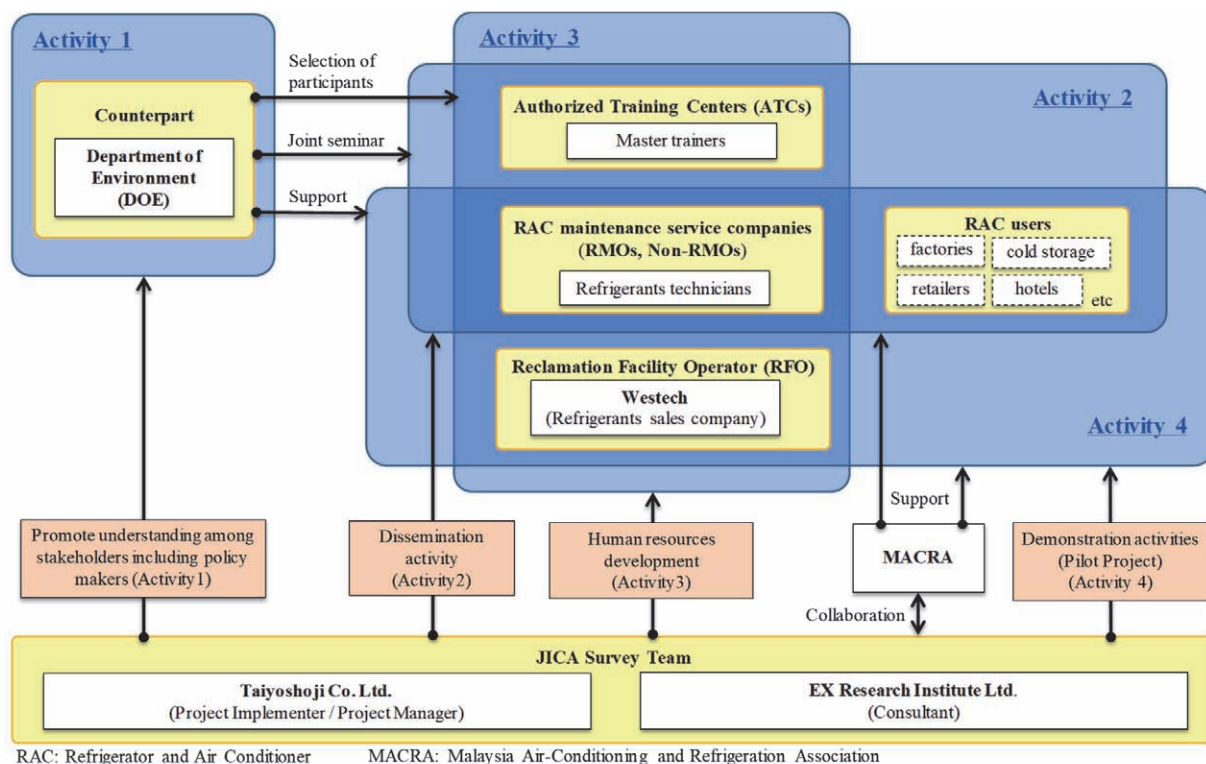 Activity 1
Counterpart
Department of
Environment
(DOE)
Selection of
participants
Joint seminar
Support
Activity 3
Activity 2
Authorized Training Centers (ATCs)
Master trainers
RAC maintenance service companies
(RMOs, Non-RMOs)
Refrigerants technicians
RAC users
factories
cold storage
retailers
hotels
etc
Reclamation Facility Operator (RFO)
Westech
(Refrigerants sales company)
Activity 4
Promote understanding among
stakeholders including policy
makers (Activity1)
Dissemination
activity
(Activity2)
Human resources
development
(Activity3)
Support
MACRA
Collaboration
Demonstration activities
(Pilot Project)
(Activity 4)
JICA Survey Team
Taiyoshoji Co. Ltd.
(Project Implementer / Project Manager)
EX Research Institute Ltd.
(Consultant)
RAC: Refrigerator and Air Conditioner MACRA: Malaysia Air-Conditioning and Refrigeration Association